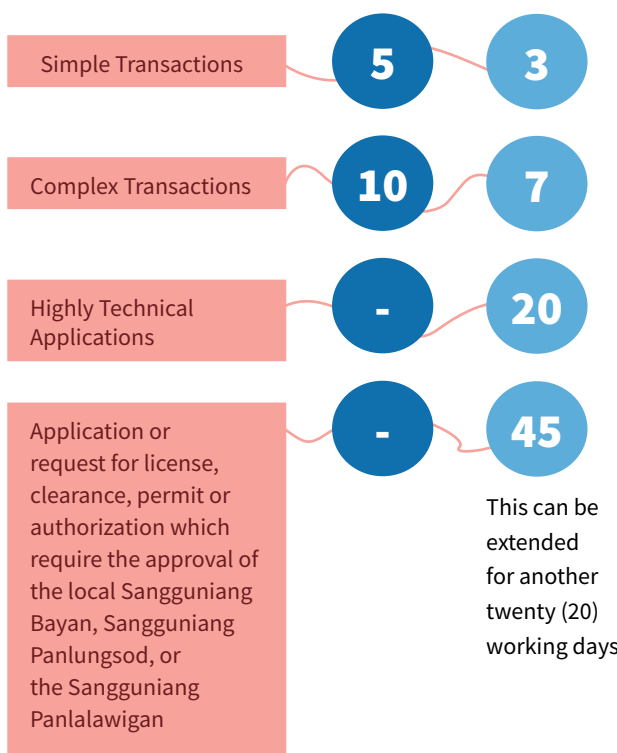 Simple Transactions 5 3
Complex Transactions 10 7
Highly Technical
Applications
- 20
Application or
request for license,
clearance, permit or
authorization which
require the approval of
the local Sangguniang
Bayan, Sangguniang
Panlungsod, or
the Sangguniang
Panlalawigan
- 45
This can be
extended
for another
twenty (20)
working days